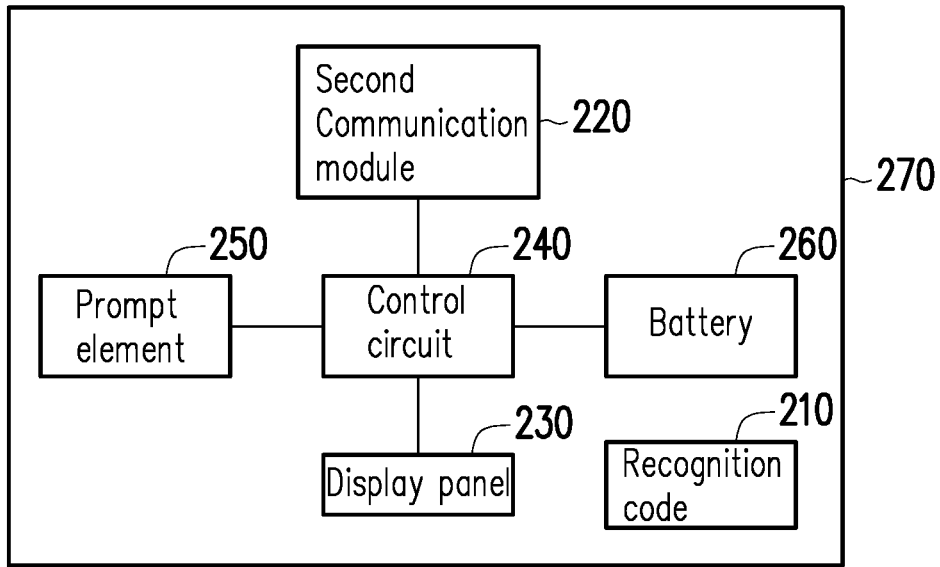 Second
Communication
module
220
270
250
240
260
Prompt
element
Control
circuit
Battery
230
210
Display panel
Recognition
code